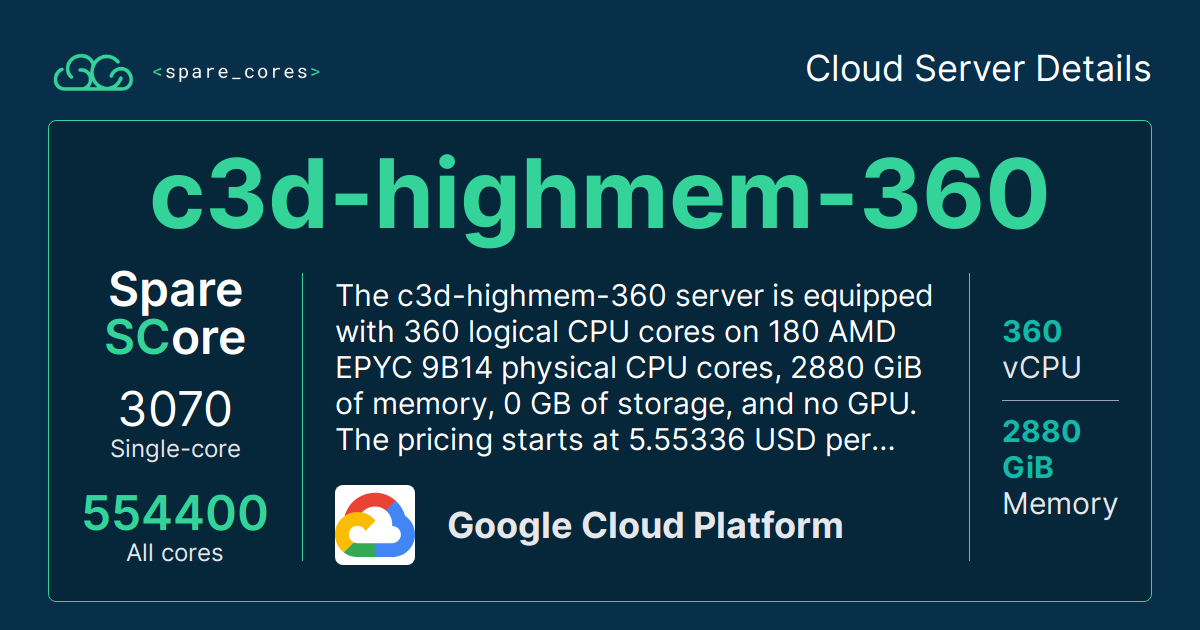 <spare_cores>
Cloud Server Details
c3d-highmem-360
Spare
SCore
3070
Single-core
554400
All cores
The c3d-highmem-360 server is equipped
with 360 logical CPU cores on 180 AMD
EPYC 9B14 physical CPU cores, 2880 GiB
of memory, 0 GB of storage, and no GPU.
The pricing starts at 5.55336 USD per...
Google Cloud Platform
360
vCPU
2880
GiB
Memory